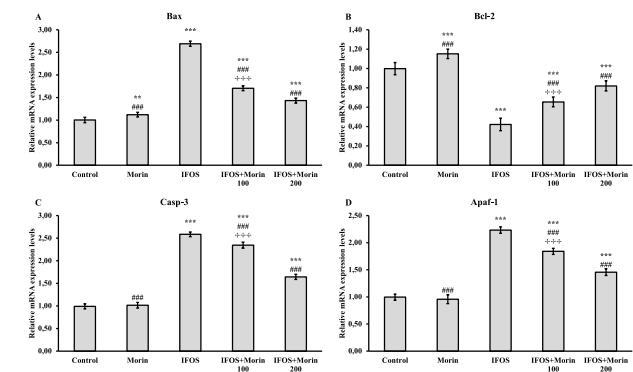 A
Bax
Relative mRNA expression levels
3,00
2,50
2,00
1,50
1,00
0,50
0,00
**
###
***
***
###
+++
***
###
Control
Morin
IFOS
IFOS+Morin
100
IFOS+Morin
200
B
Bcl-2
Relative mRNA expression levels
1,40
1,20
1,00
0,80
0,60
0,40
0,20
0,00
***
###
***
***
###
+++
***
###
Control
Morin
IFOS
IFOS+Morin
100
IFOS+Morin
200
C
Casp-3
Relative mRNA expression levels
3,00
2,50
2,00
1,50
1,00
0,50
0,00
###
***
***
###
+++
***
###
Control
Morin
IFOS
IFOS+Morin
100
IFOS+Morin
200
D
Apaf-1
Relative mRNA expression levels
2,50
2,00
1,50
1,00
0,50
0,00
###
***
***
###
+++
***
###
Control
Morin
IFOS
IFOS+Morin
100
IFOS+Morin
200